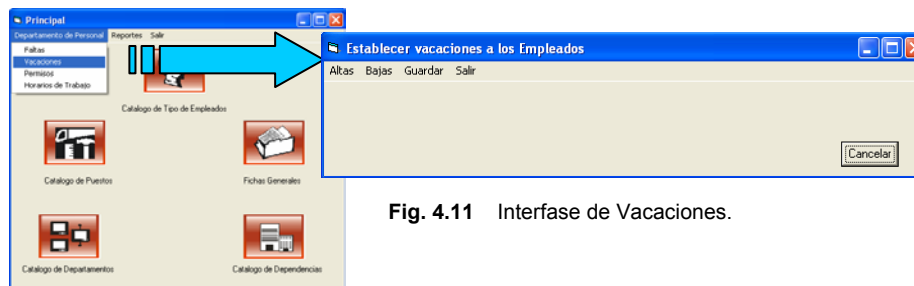 Principal
Departamento de Personal Reportes Salir
Faltas
Vacaciones
Permisos
Horarios de Trabajo
Catalogo de Tipo de Empleados
Catalogo de Puestos
Fichas Generales
Catalogo de Departamentos
Catalogo de Dependencias
Establecer vacaciones a los Empleados
Altas Bajas Guardar Salir
Cancelar
Fig. 4.11 Interfase de Vacaciones.